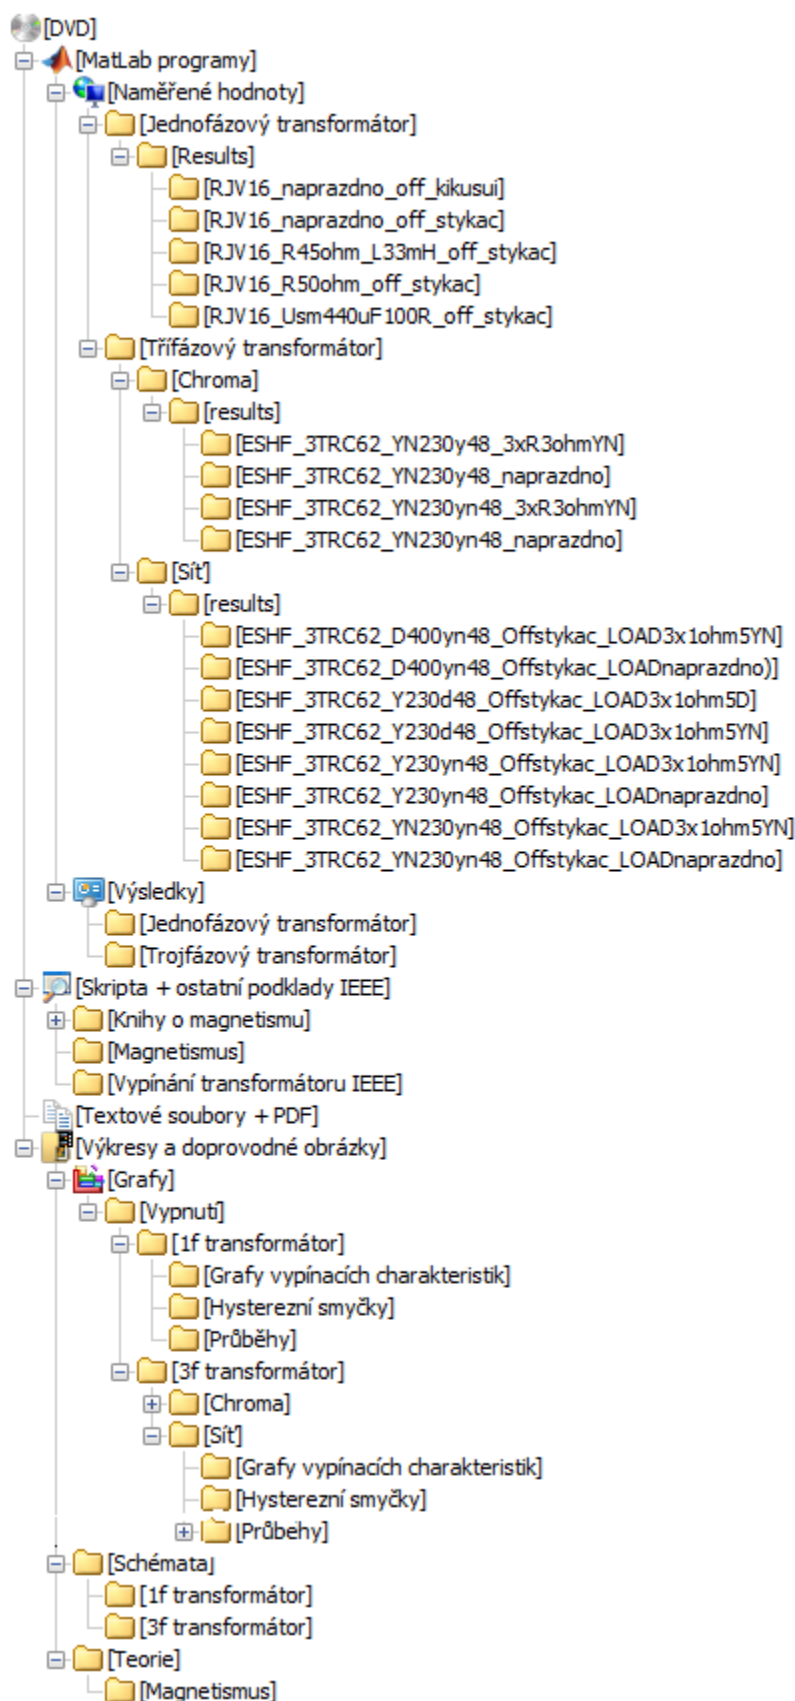 [DVD]
[MatLab programy]
[Naměřené hodnoty]
[Jednofázový transformátor]
[Results]
[RJV16_naprazdno_off_kikusui]
[RJV16_naprazdno_off_stykac]
[RJV16_R45ohm_L33mH_off_stykac]
[RJV16_R50ohm_off_stykac]
[RJV16_Usm440uF100R_off_stykac]
[Třífázový transformátor]
[Chroma]
[results]
[ESHF_3TRC62_YN230y48_3xR3ohmYN]
[ESHF_3TRC62_YN230y48_naprazdno]
[ESHF_3TRC62_YN230yn48_3xR3ohmYN]
[ESHF_3TRC62_YN230yn48_naprazdno]
[Síť]
[results]
[ESHF_3TRC62_D400yn48_Offstykac_LOAD3x1ohm5YN]
[ESHF_3TRC62_D400yn48_Offstykac_LOADnaprazdno)]
[ESHF_3TRC62_Y230d48_Offstykac_LOAD3x1ohm5D]
[ESHF_3TRC62_Y230d48_Offstykac_LOAD3x1ohm5YN]
[ESHF_3TRC62_Y230yn48_Offstykac_LOAD3x1ohm5YN]
[ESHF_3TRC62_Y230yn48_Offstykac_LOADnaprazdno]
[ESHF_3TRC62_YN230yn48_Offstykac_LOAD3x1ohm5YN]
[ESHF_3TRC62_YN230yn48_Offstykac_LOADnaprazdno]
[Výsledky]
[Jednofázový transformátor]
[Trojfázový transformátor]
[Skripta + ostatní podklady IEEE]
[Knihy o magnetismu]
[Magnetismus]
[Vypínání transformátoru IEEE]
[Textové soubory + PDF]
[Výkresy a doprovodné obrázky]
[Grafy]
[Vypnutí]
[1f transformátor]
[Grafy vypínacích charakteristik]
[Hysterezní smyčky]
[Průběhy]
[3f transformátor]
[Chroma]
[Síť]
[Grafy vypínacích charakteristik]
[Hysterezní smyčky]
[Průbehy]
[Schémata]
[1f transformátor]
[3f transformátor]
[Teorie]
[Magnetismus]